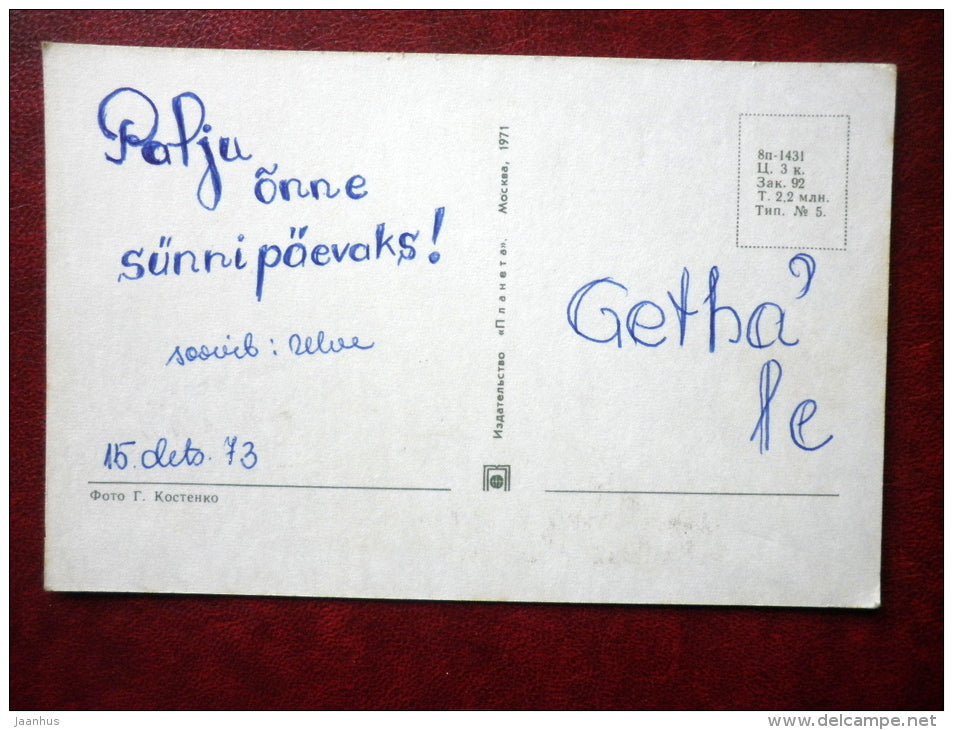 Palju
õnne
sünnipäevaks!
soovib: Uelve
15. dets. 73
Фото Г. Костенко
Издательство «Планета». Москва, 1971
8п-1431
Ц. 3 к.
Зак. 92
Т. 2,2 млн.
Тип. № 5.
Getha'
le
Jaanhus
www.delcampe.net